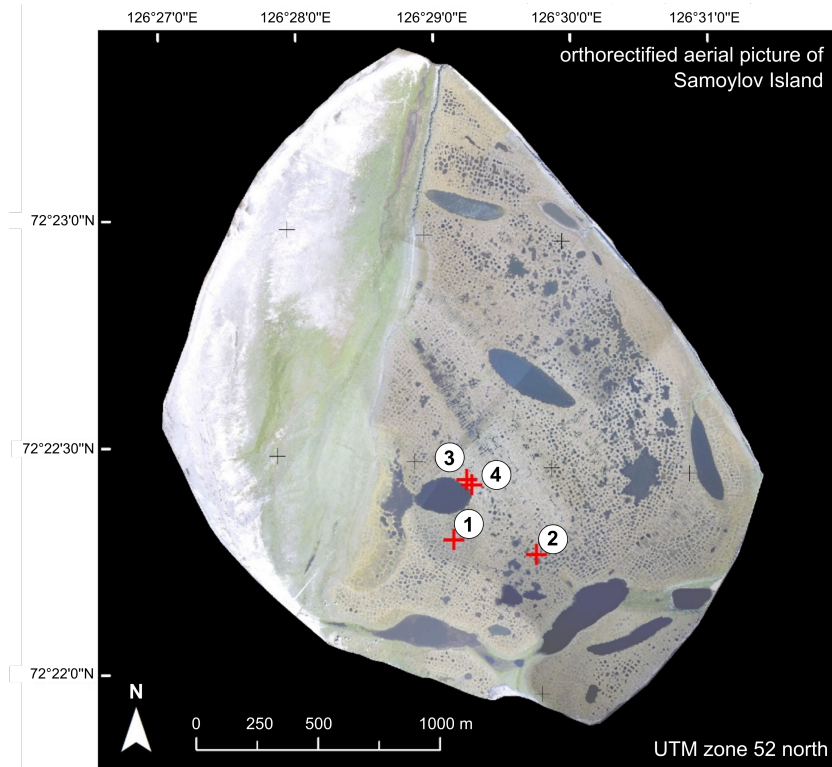 126°27'0"E 126°28'0"E 126°29'0"E 126°30'0"E 126°31'0"E
orthorectified aerial picture of
Samoylov Island
72°23'0"N
72°22'30"N
3
4
1
2
72°22'0"N
N
0 250 500 1000 m
UTM zone 52 north